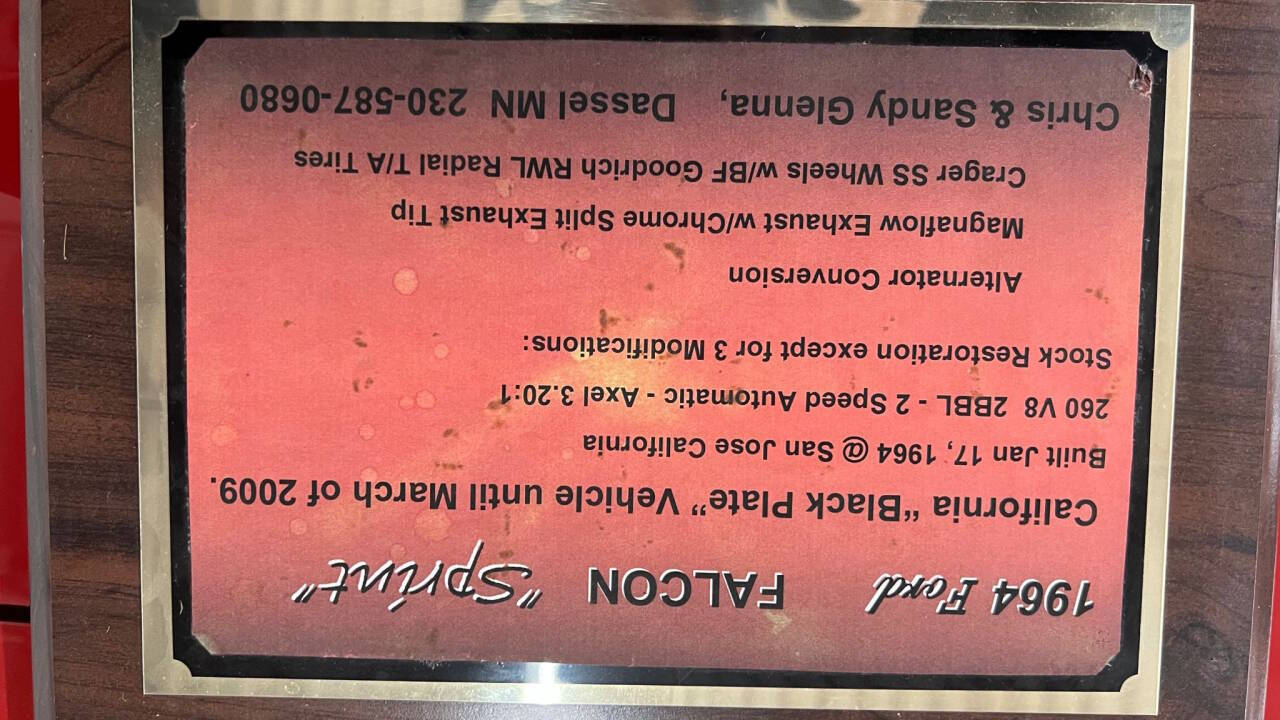 1964 Ford FALCON "Sprint"
California "Black Plate" Vehicle until March of 2009.
Built Jan 17, 1964 @ San Jose California
260 V8 2BBL - 2 Speed Automatic - Axel 3.20:1
Stock Restoration except for 3 Modifications:
Alternator Conversion
Magnaflow Exhaust w/Chrome Split Exhaust Tip
Crager SS Wheels w/BF Goodrich RWL Radial T/A Tires
Chris & Sandy Glenna, Dassel MN 230-587-0680